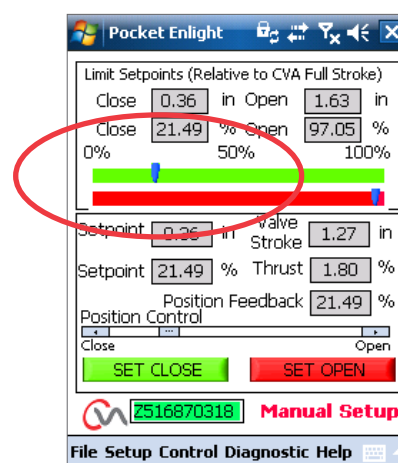 Pocket Enlight
Limit Setpoints (Relative to CVA Full Stroke)
Close 0.36 in Open 1.63 in
Close 21.49 % Open 97.05 %
0% 50% 100%
Setpoint 0.36 in Valve Stroke 1.27 in
Setpoint 21.49 % Thrust 1.80 %
Position Feedback 21.49 %
Position Control
Close Open
SET CLOSE SET OPEN
Z516870318 Manual Setup
File Setup Control Diagnostic Help